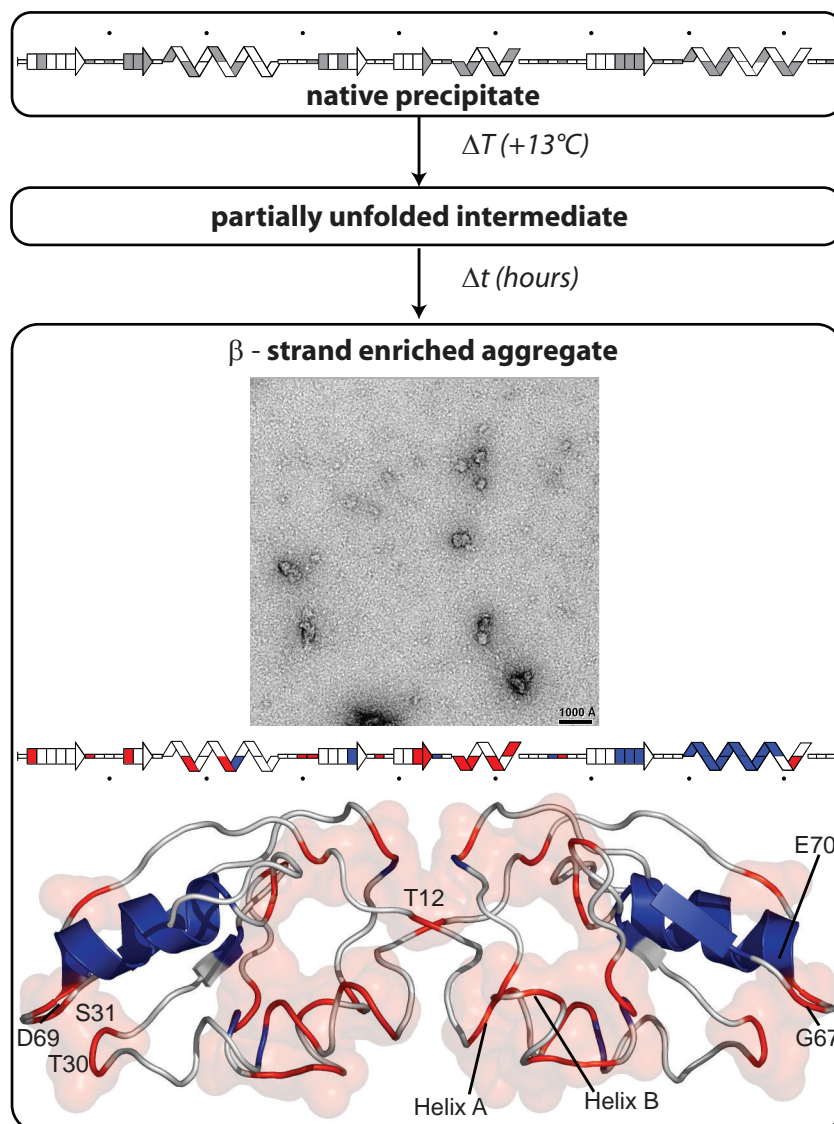 native precipitate
ΔT (+13°C)
partially unfolded intermediate
Δt (hours)
β - strand enriched aggregate
1000 Å
E70
T12
S31
D69
T30
G67
Helix A
Helix B